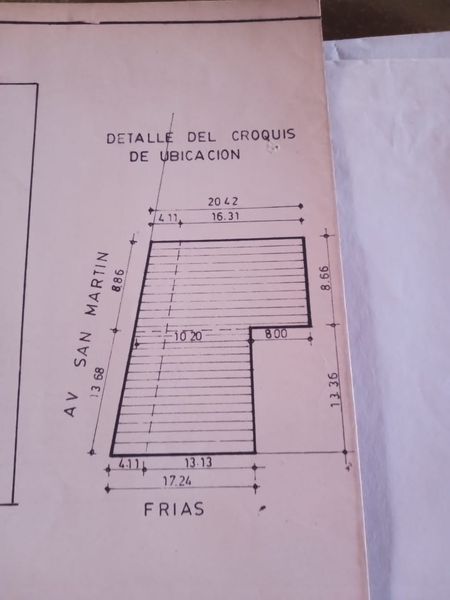 DETALLE DEL CROQUIS
DE UBICACION
20 42
4 11 16.31
AV SAN MARTIN
8.86
8.66
10 20
8 00
13 68
13 36
4.11 13.13
17.24
FRIAS